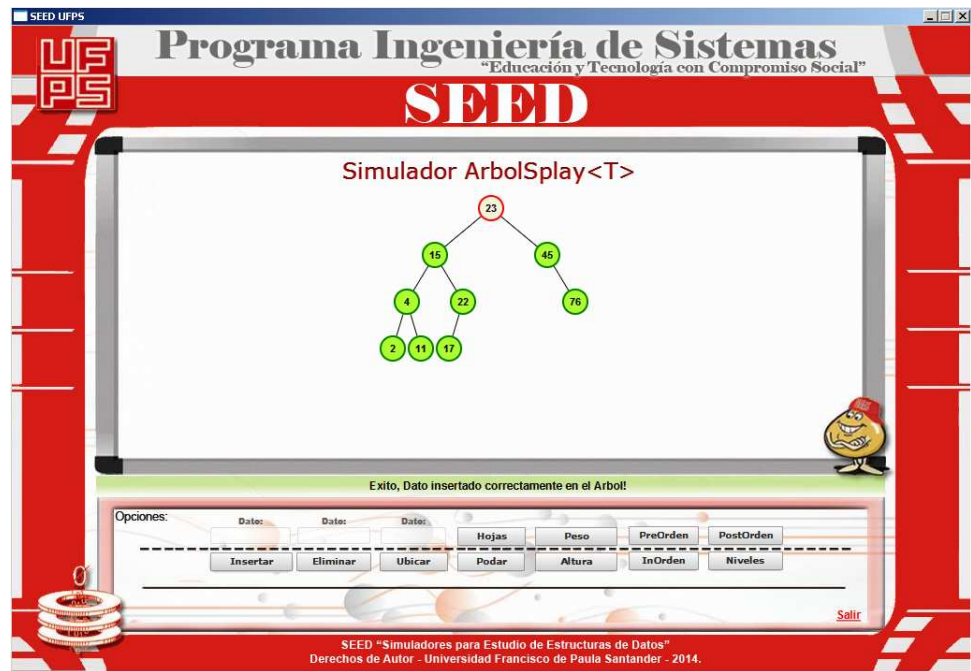 SEED UFPS
UFPS
Programa Ingeniería de Sistemas
"Educación y Tecnología con Compromiso Social"
SEED
Simulador ArbolSplay<T>
23
15 45
4 22 76
2 11 17
Exito, Dato insertado correctamente en el Arbol!
Opciones:
Dato: Dato: Dato:
Hojas Peso PreOrden PostOrden
Insertar Eliminar Ubicar Podar Altura InOrden Niveles
Salir
SEED "Simuladores para Estudio de Estructuras de Datos"
Derechos de Autor - Universidad Francisco de Paula Santander - 2014.